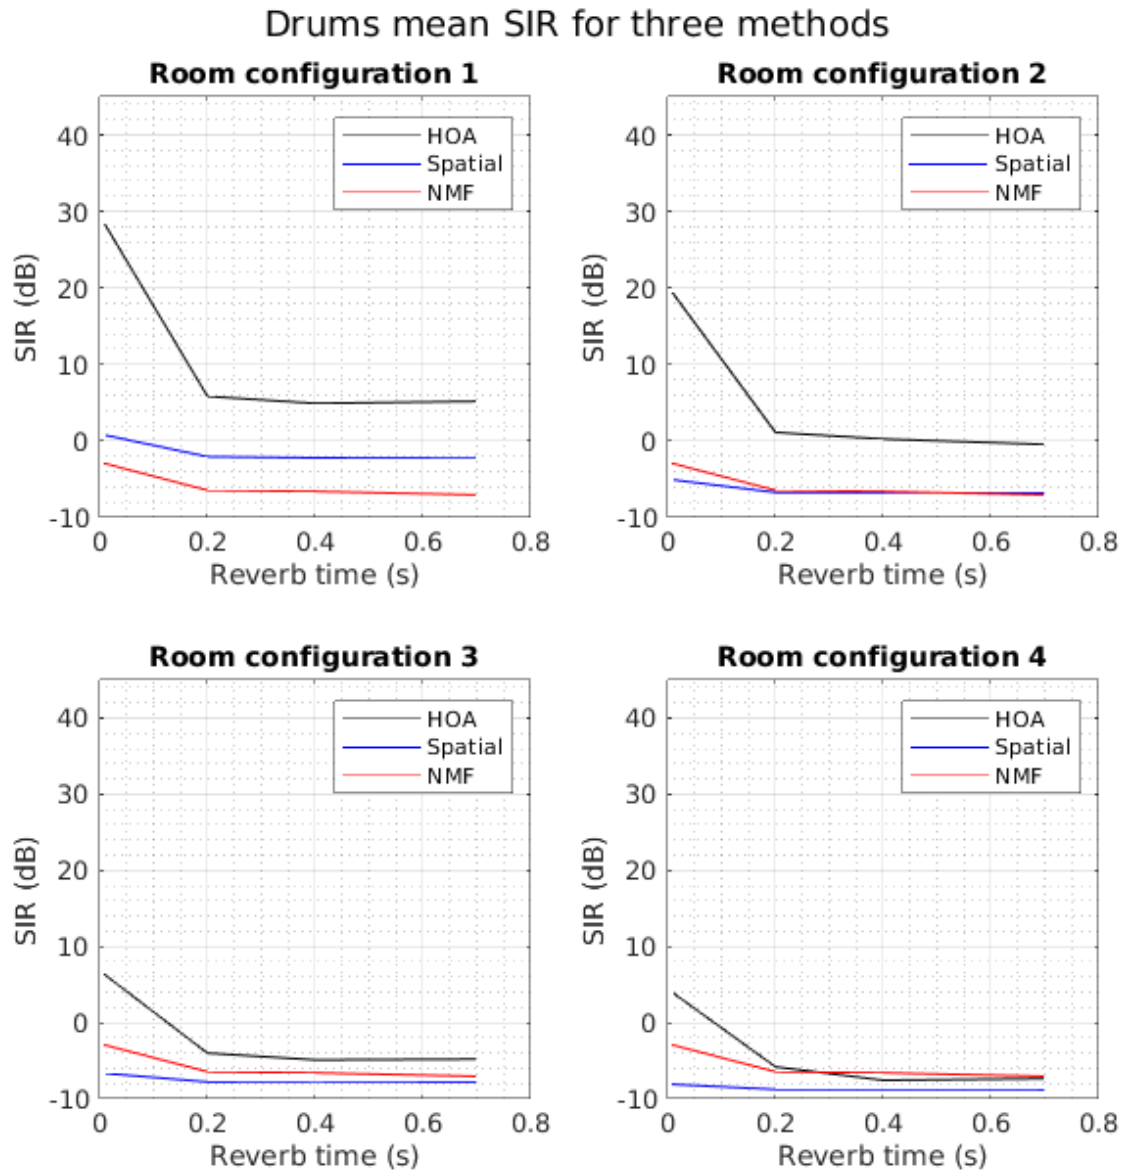 Drums mean SIR for three methods
Room configuration 1
40
30
20
10
0
-10
SIR (dB)
HOA
Spatial
NMF
0 0.2 0.4 0.6 0.8
Reverb time (s)
Room configuration 2
40
30
20
10
0
-10
SIR (dB)
HOA
Spatial
NMF
0 0.2 0.4 0.6 0.8
Reverb time (s)
Room configuration 3
40
30
20
10
0
-10
SIR (dB)
HOA
Spatial
NMF
0 0.2 0.4 0.6 0.8
Reverb time (s)
Room configuration 4
40
30
20
10
0
-10
SIR (dB)
HOA
Spatial
NMF
0 0.2 0.4 0.6 0.8
Reverb time (s)